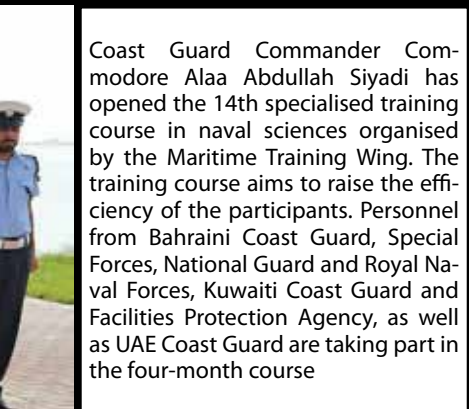 Coast Guard Commander Com-
modore Alaa Abdullah Siyadi has
opened the 14th specialised training
course in naval sciences organised
by the Maritime Training Wing. The
training course aims to raise the effi-
ciency of the participants. Personnel
from Bahraini Coast Guard, Special
Forces, National Guard and Royal Na-
val Forces, Kuwaiti Coast Guard and
Facilities Protection Agency, as well
as UAE Coast Guard are taking part in
the four-month course